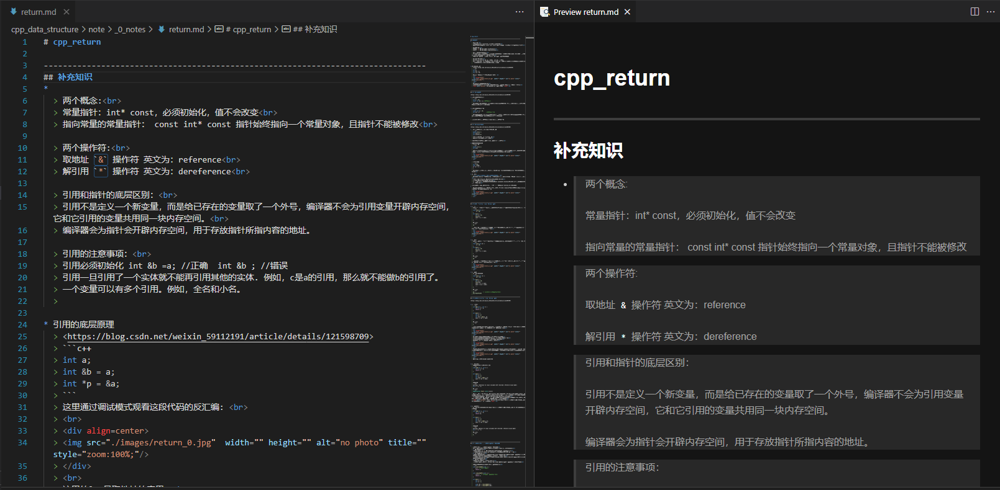 return.md
Preview return.md
cpp_data_structure > note > _0_notes > return.md > # cpp_return > ## 补充知识
1 # cpp_return
2
3 --------------------------------------------------------------------------------
4 ## 补充知识
5 *
6 > 两个概念:<br>
7 > 常量指针：int* const，必须初始化，值不会改变<br>
8 > 指向常量的常量指针： const int* const 指针始终指向一个常量对象，且指针不能被修改<br>
9
10 > 两个操作符:<br>
11 > 取地址 `&` 操作符 英文为：reference<br>
12 > 解引用 `*` 操作符 英文为：dereference<br>
13
14 > 引用和指针的底层区别：<br>
15 > 引用不是定义一个新变量，而是给已存在的变量取了一个外号，编译器不会为引用变量开辟内存空间，
它和它引用的变量共用同一块内存空间。<br>
16 > 编译器会为指针会开辟内存空间，用于存放指针所指内容的地址。
17
18 > 引用的注意事项：<br>
19 > 引用必须初始化 int &b =a; //正确  int &b ; //错误
20 > 引用一旦引用了一个实体就不能再引用其他的实体. 例如，c是a的引用，那么就不能做b的引用了。
21 > 一个变量可以有多个引用。例如，全名和小名。
22 >
23
24 * 引用的底层原理
25 > <https://blog.csdn.net/weixin_59112191/article/details/121598709>
26 > ```c++
27 > int a;
28 > int &b = a;
29 > int *p = &a;
30 > ```
31 > 这里通过调试模式观看这段代码的反汇编: <br>
32 > <br>
33 > <div align=center>
34 > <img src="./images/return_0.jpg"  width="" height="" alt="no photo" title=""
style="zoom:100%;"/>
35 > </div>
36 > <br>
cpp_return
补充知识
• 两个概念:
常量指针：int* const，必须初始化，值不会改变
指向常量的常量指针： const int* const 指针始终指向一个常量对象，且指针不能被修改
两个操作符:
取地址 & 操作符 英文为：reference
解引用 * 操作符 英文为：dereference
引用和指针的底层区别：
引用不是定义一个新变量，而是给已存在的变量取了一个外号，编译器不会为引用变量
开辟内存空间，它和它引用的变量共用同一块内存空间。
编译器会为指针会开辟内存空间，用于存放指针所指内容的地址。
引用的注意事项：